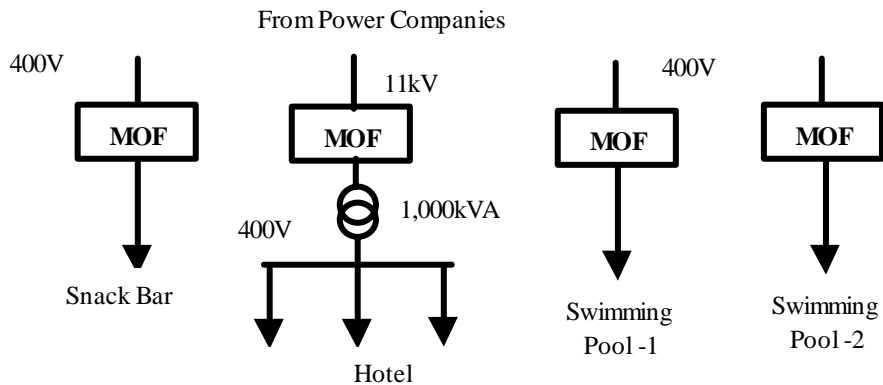 From Power Companies
400V
11kV
400V
MOF
MOF
MOF
MOF
1,000kVA
400V
Snack Bar
Swimming
Pool -1
Swimming
Pool -2
Hotel